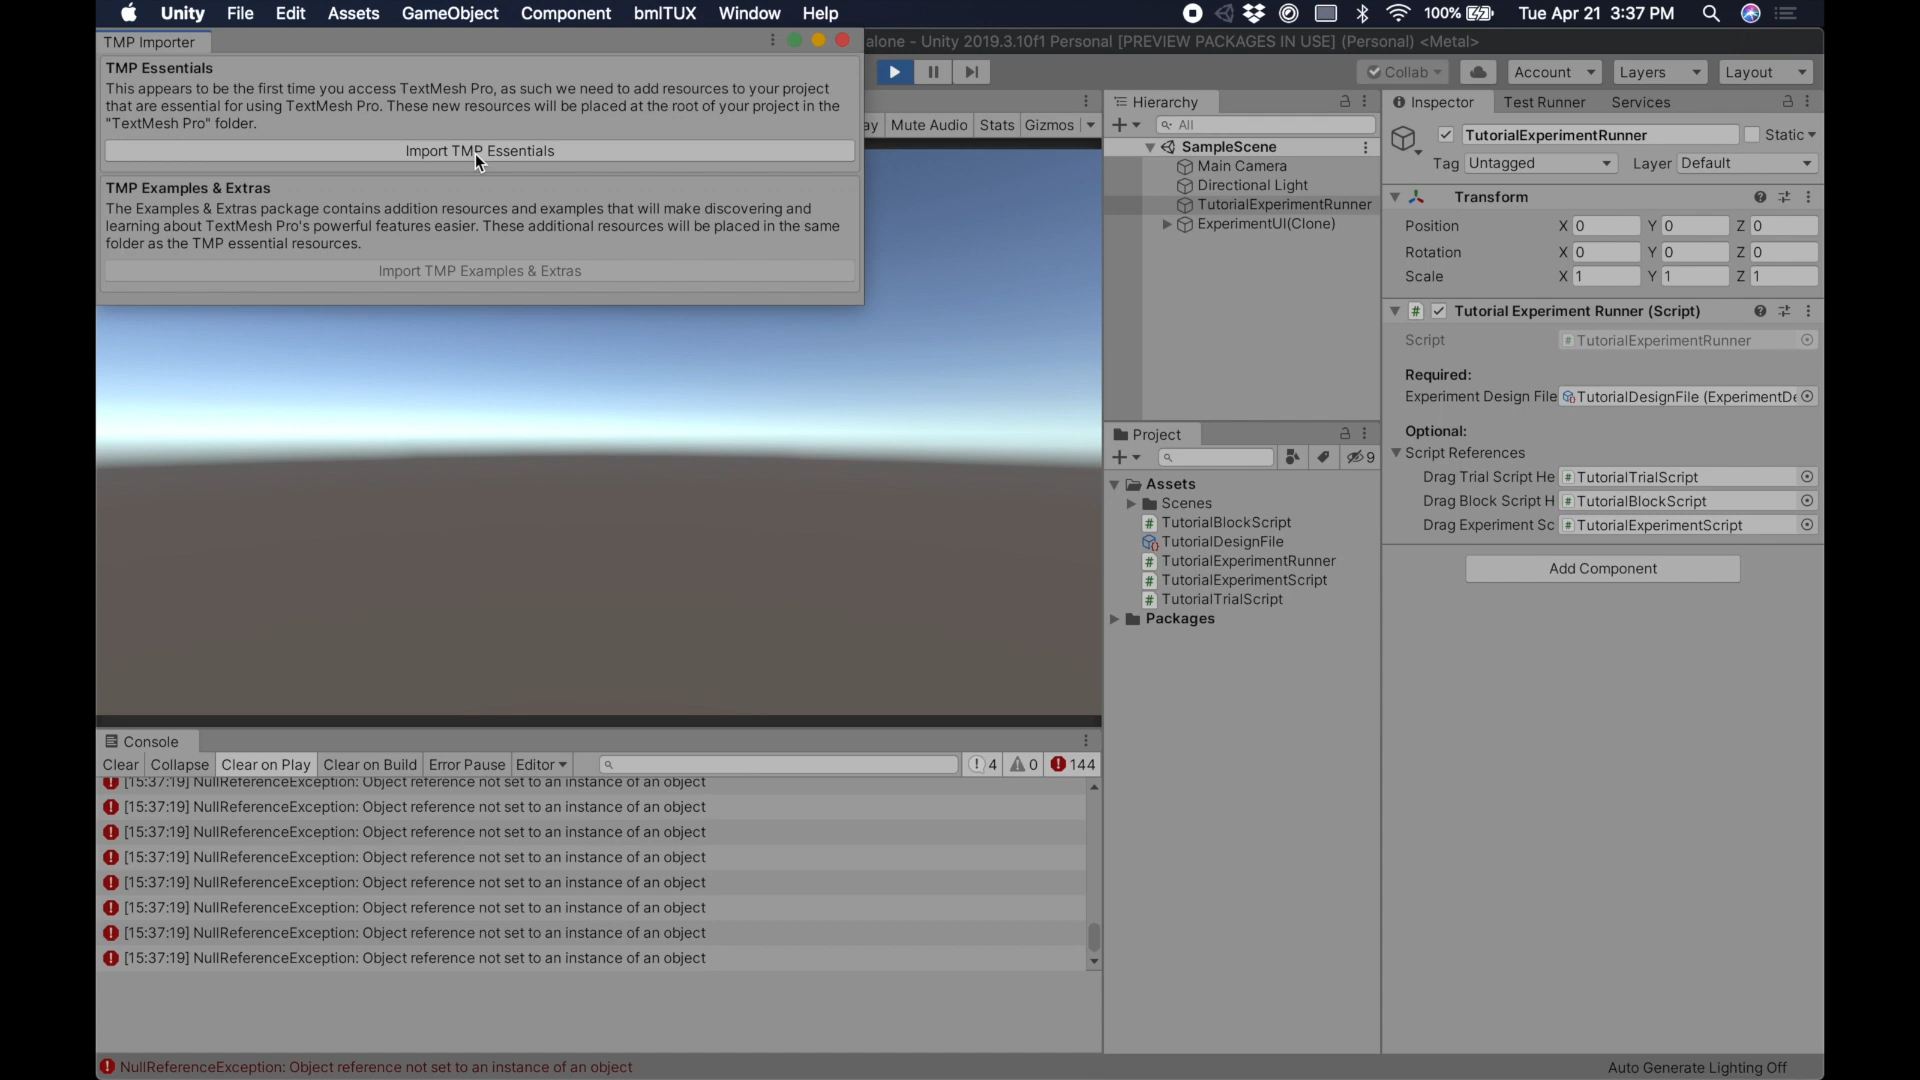 Unity File Edit Assets GameObject Component bmlTUX Window Help 100% Tue Apr 21 3:37 PM
TMP Importer
alone - Unity 2019.3.10f1 Personal [PREVIEW PACKAGES IN USE] (Personal) <Metal>
TMP Essentials
This appears to be the first time you access TextMesh Pro, as such we need to add resources to your project
that are essential for using TextMesh Pro. These new resources will be placed at the root of your project in the
"TextMesh Pro" folder.
Import TMP Essentials
TMP Examples & Extras
The Examples & Extras package contains addition resources and examples that will make discovering and
learning about TextMesh Pro's powerful features easier. These additional resources will be placed in the same
folder as the TMP essential resources.
Import TMP Examples & Extras
Collab Account Layers Layout
ay Mute Audio Stats Gizmos
Hierarchy
All
SampleScene
Main Camera
Directional Light
TutorialExperimentRunner
ExperimentUI(Clone)
Project
9
Assets
Scenes
TutorialBlockScript
TutorialDesignFile
TutorialExperimentRunner
TutorialExperimentScript
TutorialTrialScript
Packages
Inspector Test Runner Services
TutorialExperimentRunner Static
Tag Untagged Layer Default
Transform
Position X 0 Y 0 Z 0
Rotation X 0 Y 0 Z 0
Scale X 1 Y 1 Z 1
# Tutorial Experiment Runner (Script)
Script # TutorialExperimentRunner
Required:
Experiment Design File TutorialDesignFile (ExperimentDe
Optional:
Script References
Drag Trial Script He # TutorialTrialScript
Drag Block Script H # TutorialBlockScript
Drag Experiment Sc # TutorialExperimentScript
Add Component
Console
Clear Collapse Clear on Play Clear on Build Error Pause Editor 4 0 144
[15:37:19] NullReferenceException: Object reference not set to an instance of an object
[15:37:19] NullReferenceException: Object reference not set to an instance of an object
[15:37:19] NullReferenceException: Object reference not set to an instance of an object
[15:37:19] NullReferenceException: Object reference not set to an instance of an object
[15:37:19] NullReferenceException: Object reference not set to an instance of an object
[15:37:19] NullReferenceException: Object reference not set to an instance of an object
[15:37:19] NullReferenceException: Object reference not set to an instance of an object
[15:37:19] NullReferenceException: Object reference not set to an instance of an object
NullReferenceException: Object reference not set to an instance of an object
Auto Generate Lighting Off